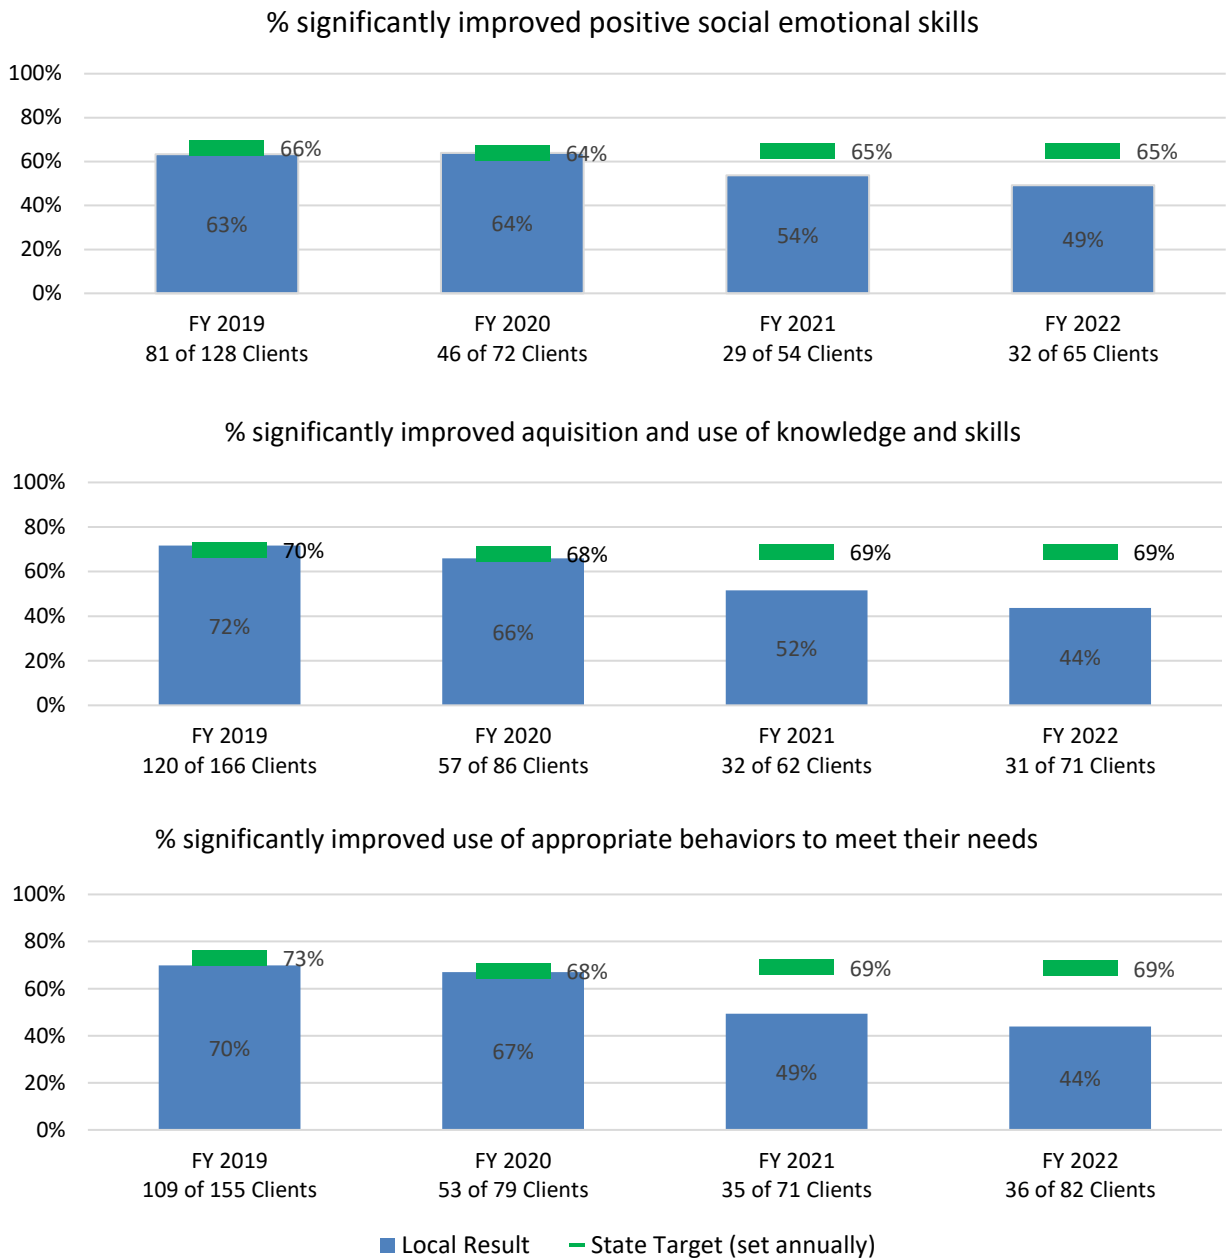 % significantly improved positive social emotional skills
100%
80%
60%
40%
20%
0%
66%
64%
65%
65%
63%
64%
54%
49%
FY 2019
81 of 128 Clients
FY 2020
46 of 72 Clients
FY 2021
29 of 54 Clients
FY 2022
32 of 65 Clients
% significantly improved aquisition and use of knowledge and skills
100%
80%
60%
40%
20%
0%
70%
68%
69%
69%
72%
66%
52%
44%
FY 2019
120 of 166 Clients
FY 2020
57 of 86 Clients
FY 2021
32 of 62 Clients
FY 2022
31 of 71 Clients
% significantly improved use of appropriate behaviors to meet their needs
100%
80%
60%
40%
20%
0%
73%
68%
69%
69%
70%
67%
49%
44%
FY 2019
109 of 155 Clients
FY 2020
53 of 79 Clients
FY 2021
35 of 71 Clients
FY 2022
36 of 82 Clients
Local Result
State Target (set annually)